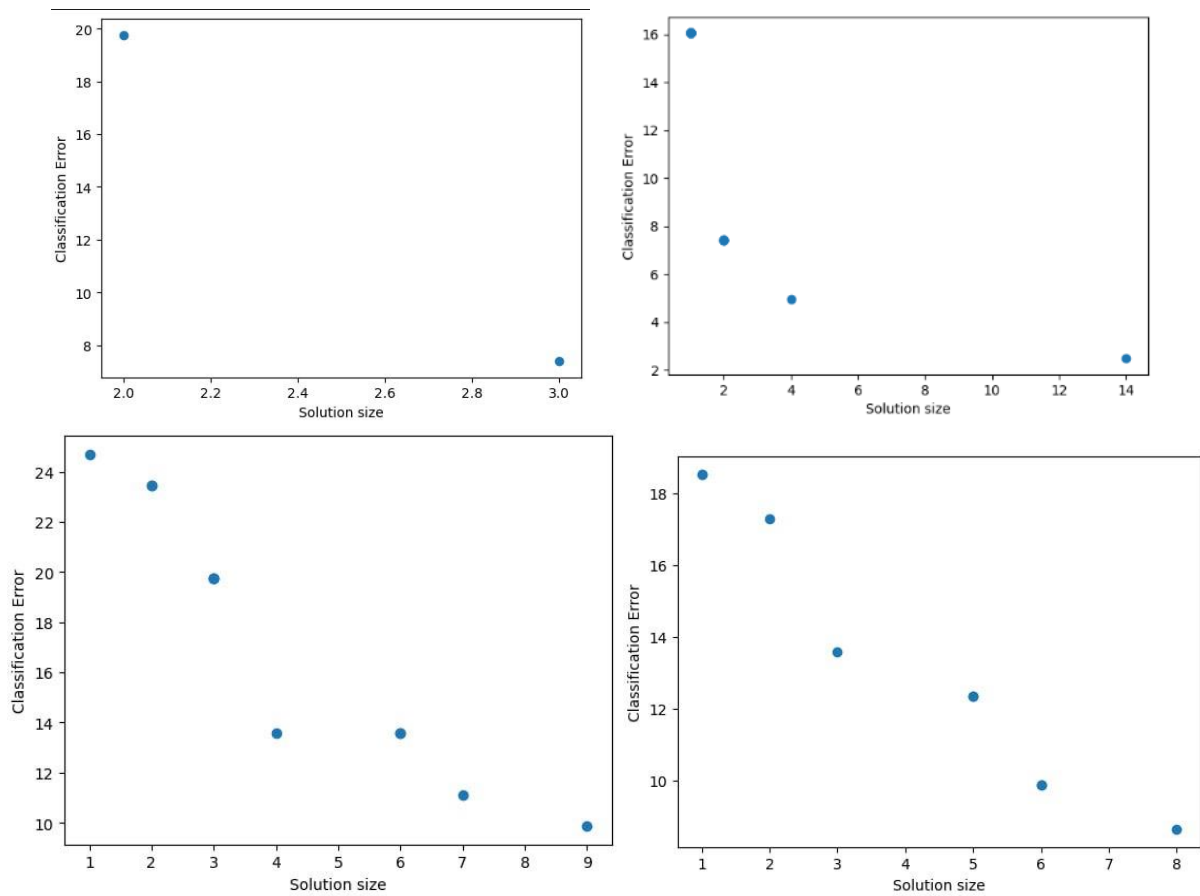 20
18
16
14
12
10
8
Classification Error
2.0 2.2 2.4 2.6 2.8 3.0
Solution size
16
14
12
10
8
6
4
2
Classification Error
2 4 6 8 10 12 14
Solution size
24
22
20
18
16
14
12
10
Classification Error
1 2 3 4 5 6 7 8 9
Solution size
18
16
14
12
10
Classification Error
1 2 3 4 5 6 7 8
Solution size